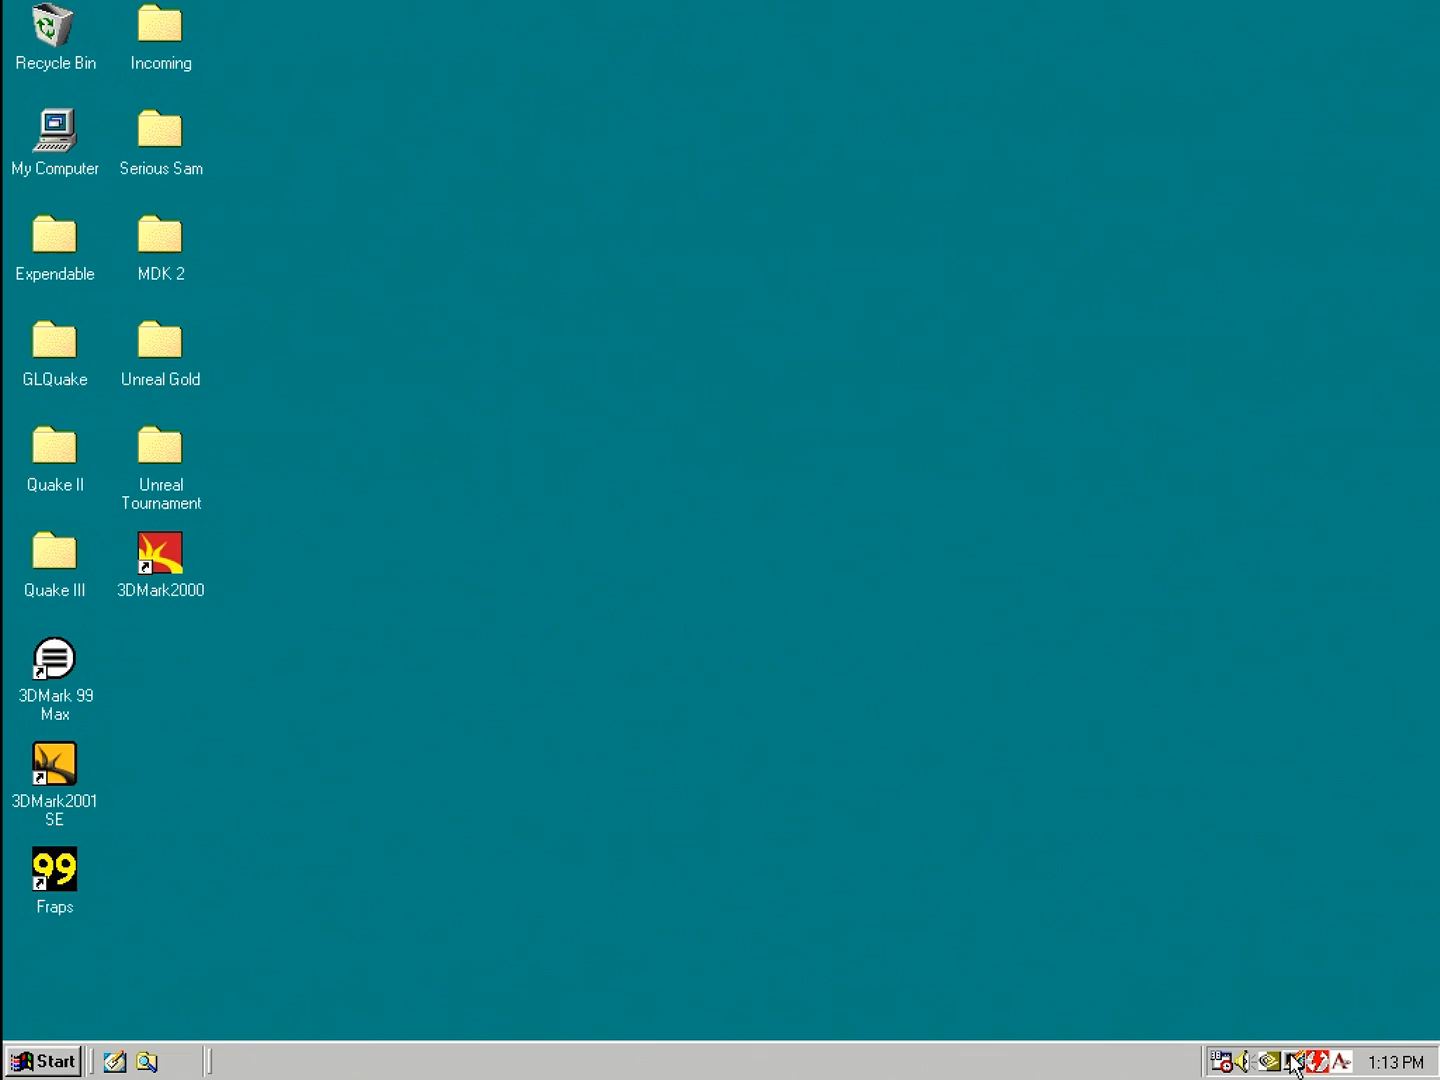 Recycle Bin
Incoming
My Computer
Serious Sam
Expendable
MDK 2
GLQuake
Unreal Gold
Quake II
Unreal
Tournament
Quake III
3DMark2000
3DMark 99
Max
3DMark2001
SE
99
Fraps
Start
1:13 PM